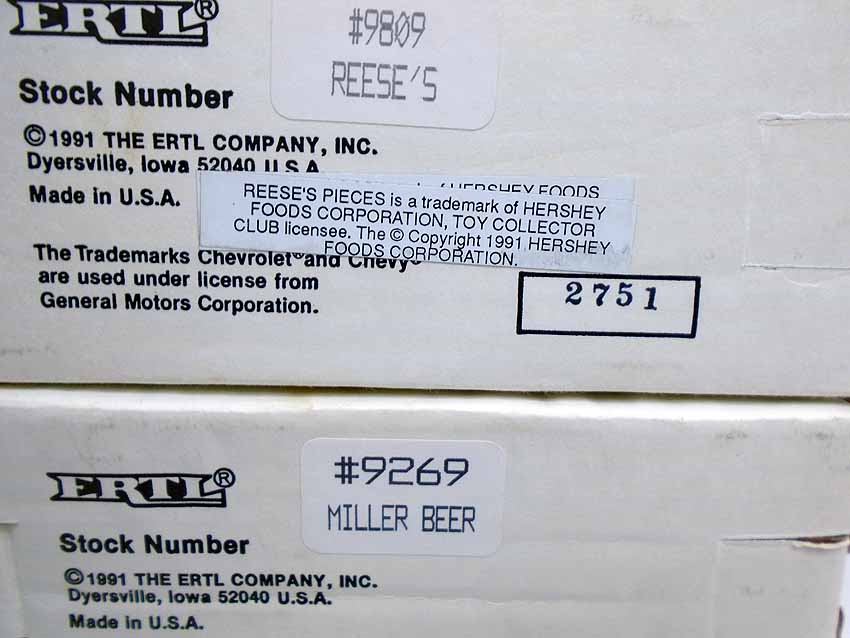 ERTL®
#9809
REESE'S
Stock Number
©1991 THE ERTL COMPANY, INC.
Dyersville, Iowa 52040 U.S.A.
Made in U.S.A.
of HERSHEY FOODS
REESE'S PIECES is a trademark of HERSHEY
FOODS CORPORATION, TOY COLLECTOR
CLUB licensee. The © Copyright 1991 HERSHEY
FOODS CORPORATION.
The Trademarks Chevrolet® and Chevy®
are used under license from
General Motors Corporation.
2751
ERTL®
#9269
MILLER BEER
Stock Number
©1991 THE ERTL COMPANY, INC.
Dyersville, Iowa 52040 U.S.A.
Made in U.S.A.